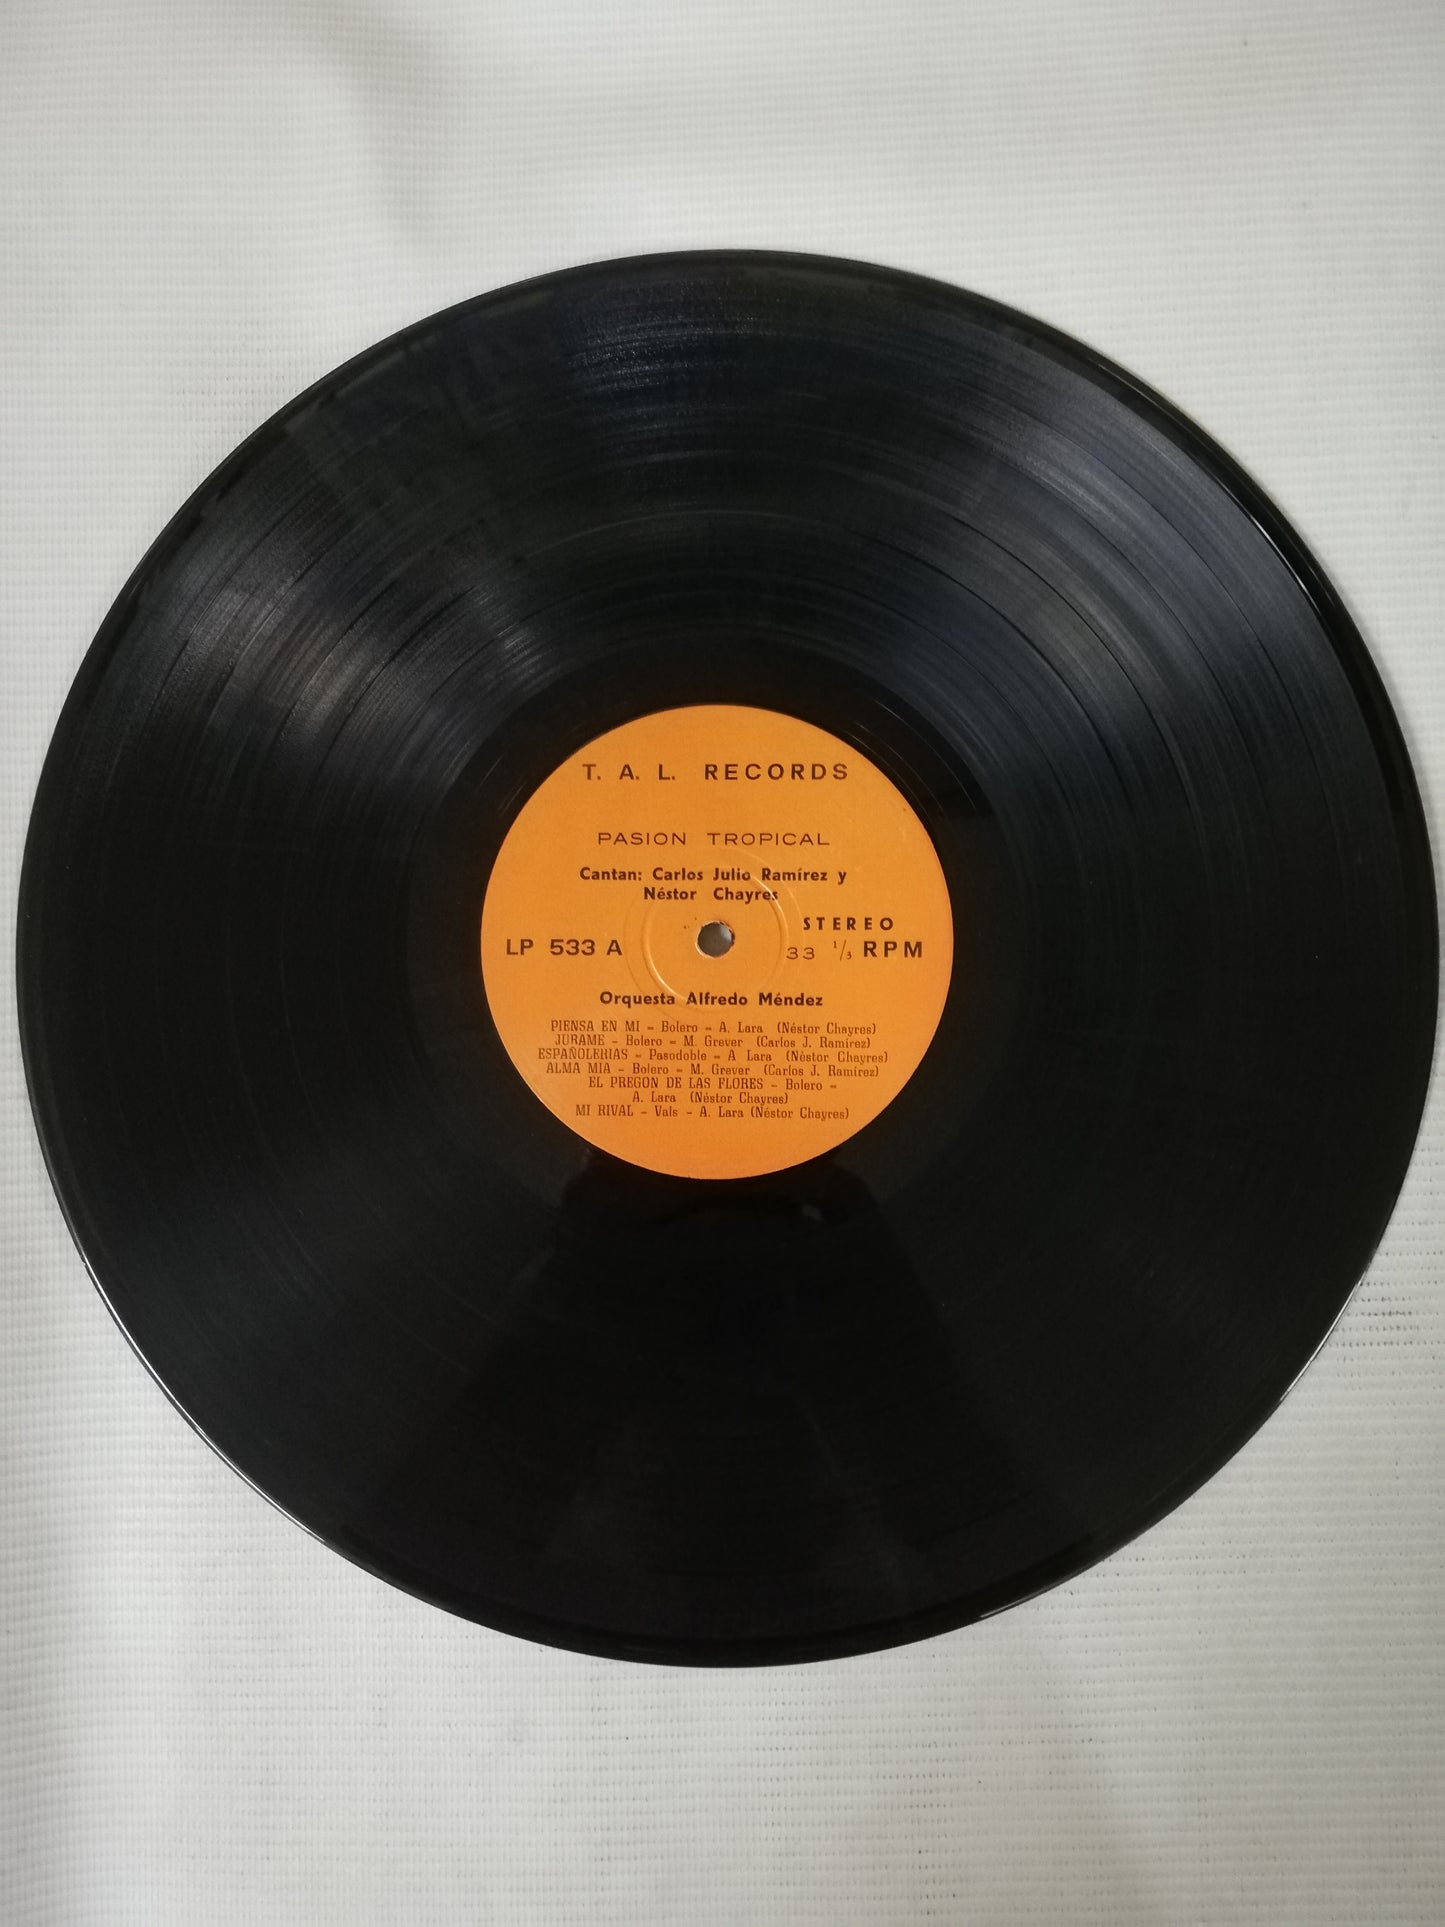 T. A. L. RECORDS
PASION TROPICAL
Cantan: Carlos Julio Ramírez y
Néstor Chayres
STEREO
LP 533 A
33 1/3 RPM
Orquesta Alfredo Méndez
PIENSA EN MI = Bolero = A. Lara (Néstor Chayres)
JURAME - Bolero = M. Grever (Carlos J. Ramírez)
ESPAÑOLERIAS = Pasodoble = A Lara (Néstor Chayres)
ALMA MIA - Bolero = M. Grever (Carlos J. Ramírez)
EL PREGON DE LAS FLORES - Bolero =
A. Lara (Néstor Chayres)
MI RIVAL - Vals - A. Lara (Néstor Chayres)